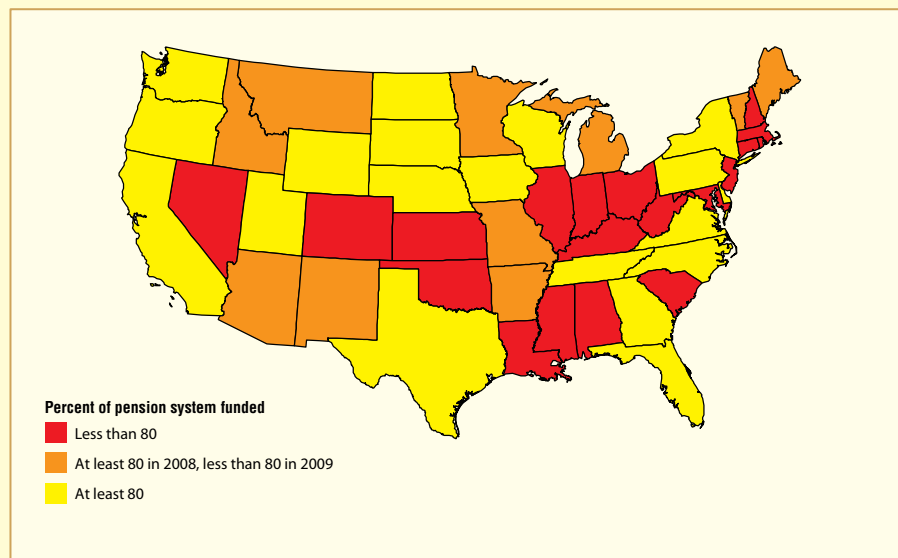 Percent of pension system funded
Less than 80
At least 80 in 2008, less than 80 in 2009
At least 80